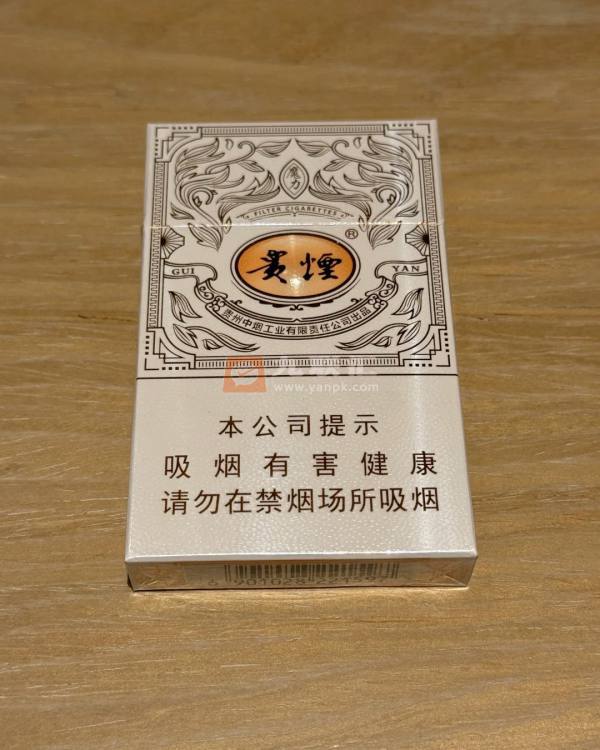 魔力
FILTER CIGARETTES
貴煙®
GUI YAN
贵州中烟工业有限责任公司出品
www.yanpk.com
本公司提示
吸烟有害健康
请勿在禁烟场所吸烟